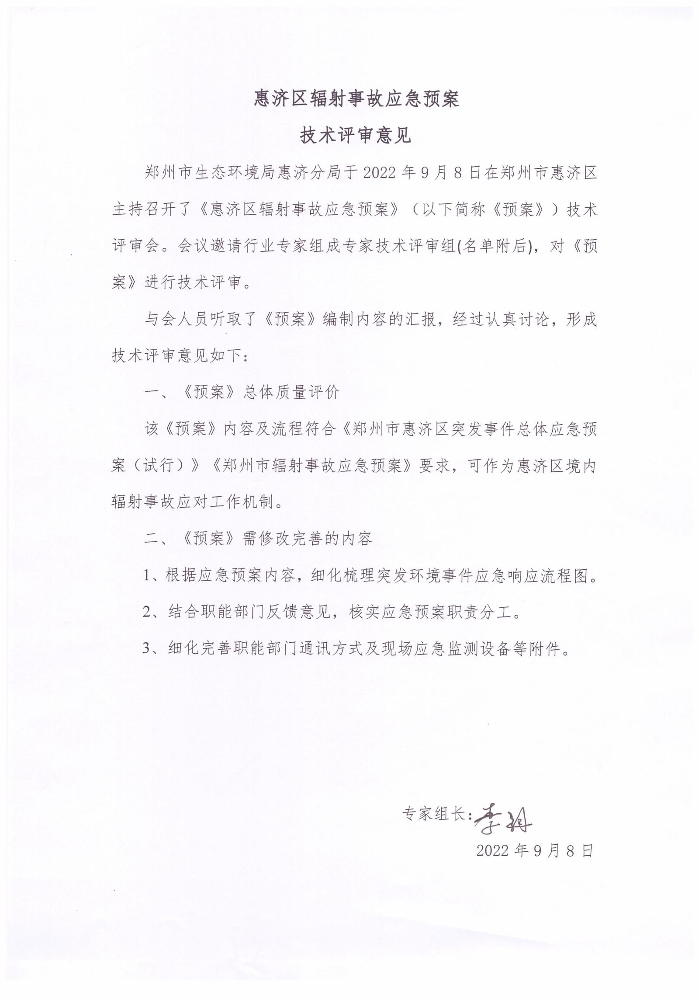 惠济区辐射事故应急预案
技术评审意见
郑州市生态环境局惠济分局于 2022 年 9 月 8 日在郑州市惠济区
主持召开了《惠济区辐射事故应急预案》（以下简称《预案》）技术
评审会。会议邀请行业专家组成专家技术评审组(名单附后)，对《预
案》进行技术评审。
与会人员听取了《预案》编制内容的汇报，经过认真讨论，形成
技术评审意见如下：
一、《预案》总体质量评价
该《预案》内容及流程符合《郑州市惠济区突发事件总体应急预
案（试行）》《郑州市辐射事故应急预案》要求，可作为惠济区境内
辐射事故应对工作机制。
二、《预案》需修改完善的内容
1、根据应急预案内容，细化梳理突发环境事件应急响应流程图。
2、结合职能部门反馈意见，核实应急预案职责分工。
3、细化完善职能部门通讯方式及现场应急监测设备等附件。
专家组长：李
2022 年 9 月 8 日